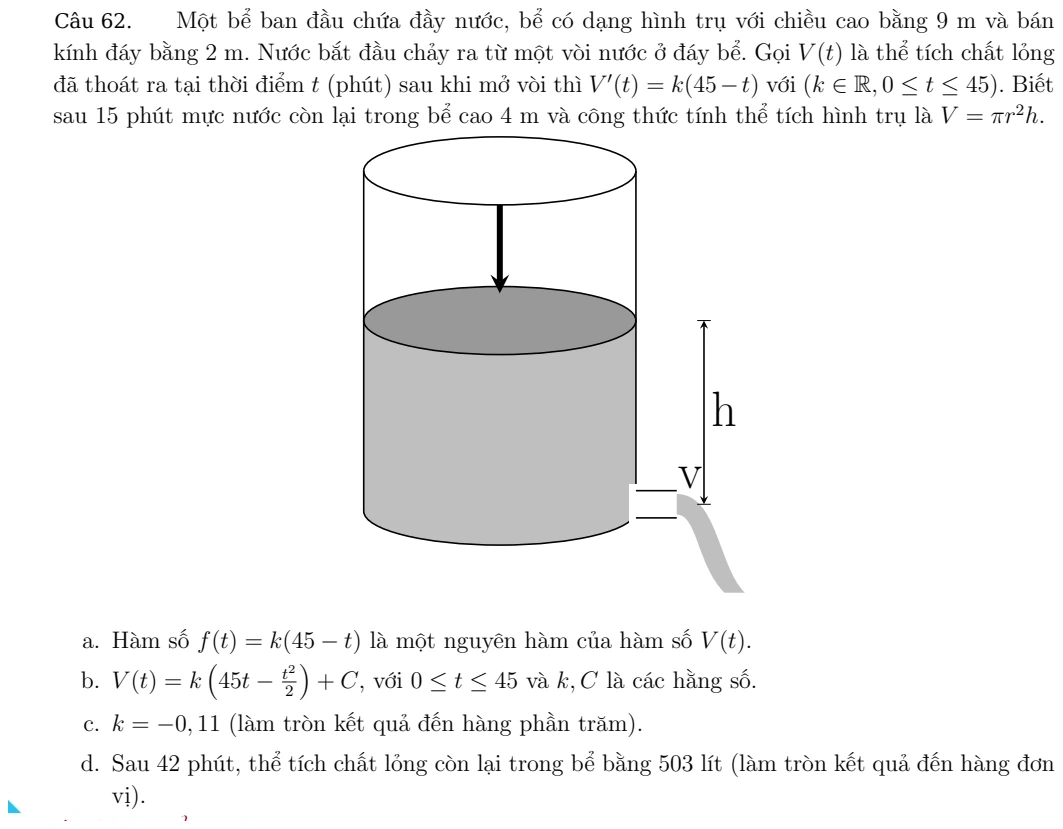 Câu 62. Một bể ban đầu chứa đầy nước, bể có dạng hình trụ với chiều cao bằng 9 m và bán
kính đáy bằng 2 m. Nước bắt đầu chảy ra từ một vòi nước ở đáy bể. Gọi V(t) là thể tích chất lỏng
đã thoát ra tại thời điểm t (phút) sau khi mở vòi thì V′(t) = k(45 − t) với (k ∈ ℝ, 0 ≤ t ≤ 45). Biết
sau 15 phút mực nước còn lại trong bể cao 4 m và công thức tính thể tích hình trụ là V = πr²h.
h
V
a. Hàm số f(t) = k(45 − t) là một nguyên hàm của hàm số V(t).
b. V(t) = k(45t − t²/2) + C, với 0 ≤ t ≤ 45 và k, C là các hằng số.
c. k = −0, 11 (làm tròn kết quả đến hàng phần trăm).
d. Sau 42 phút, thể tích chất lỏng còn lại trong bể bằng 503 lít (làm tròn kết quả đến hàng đơn
vị).